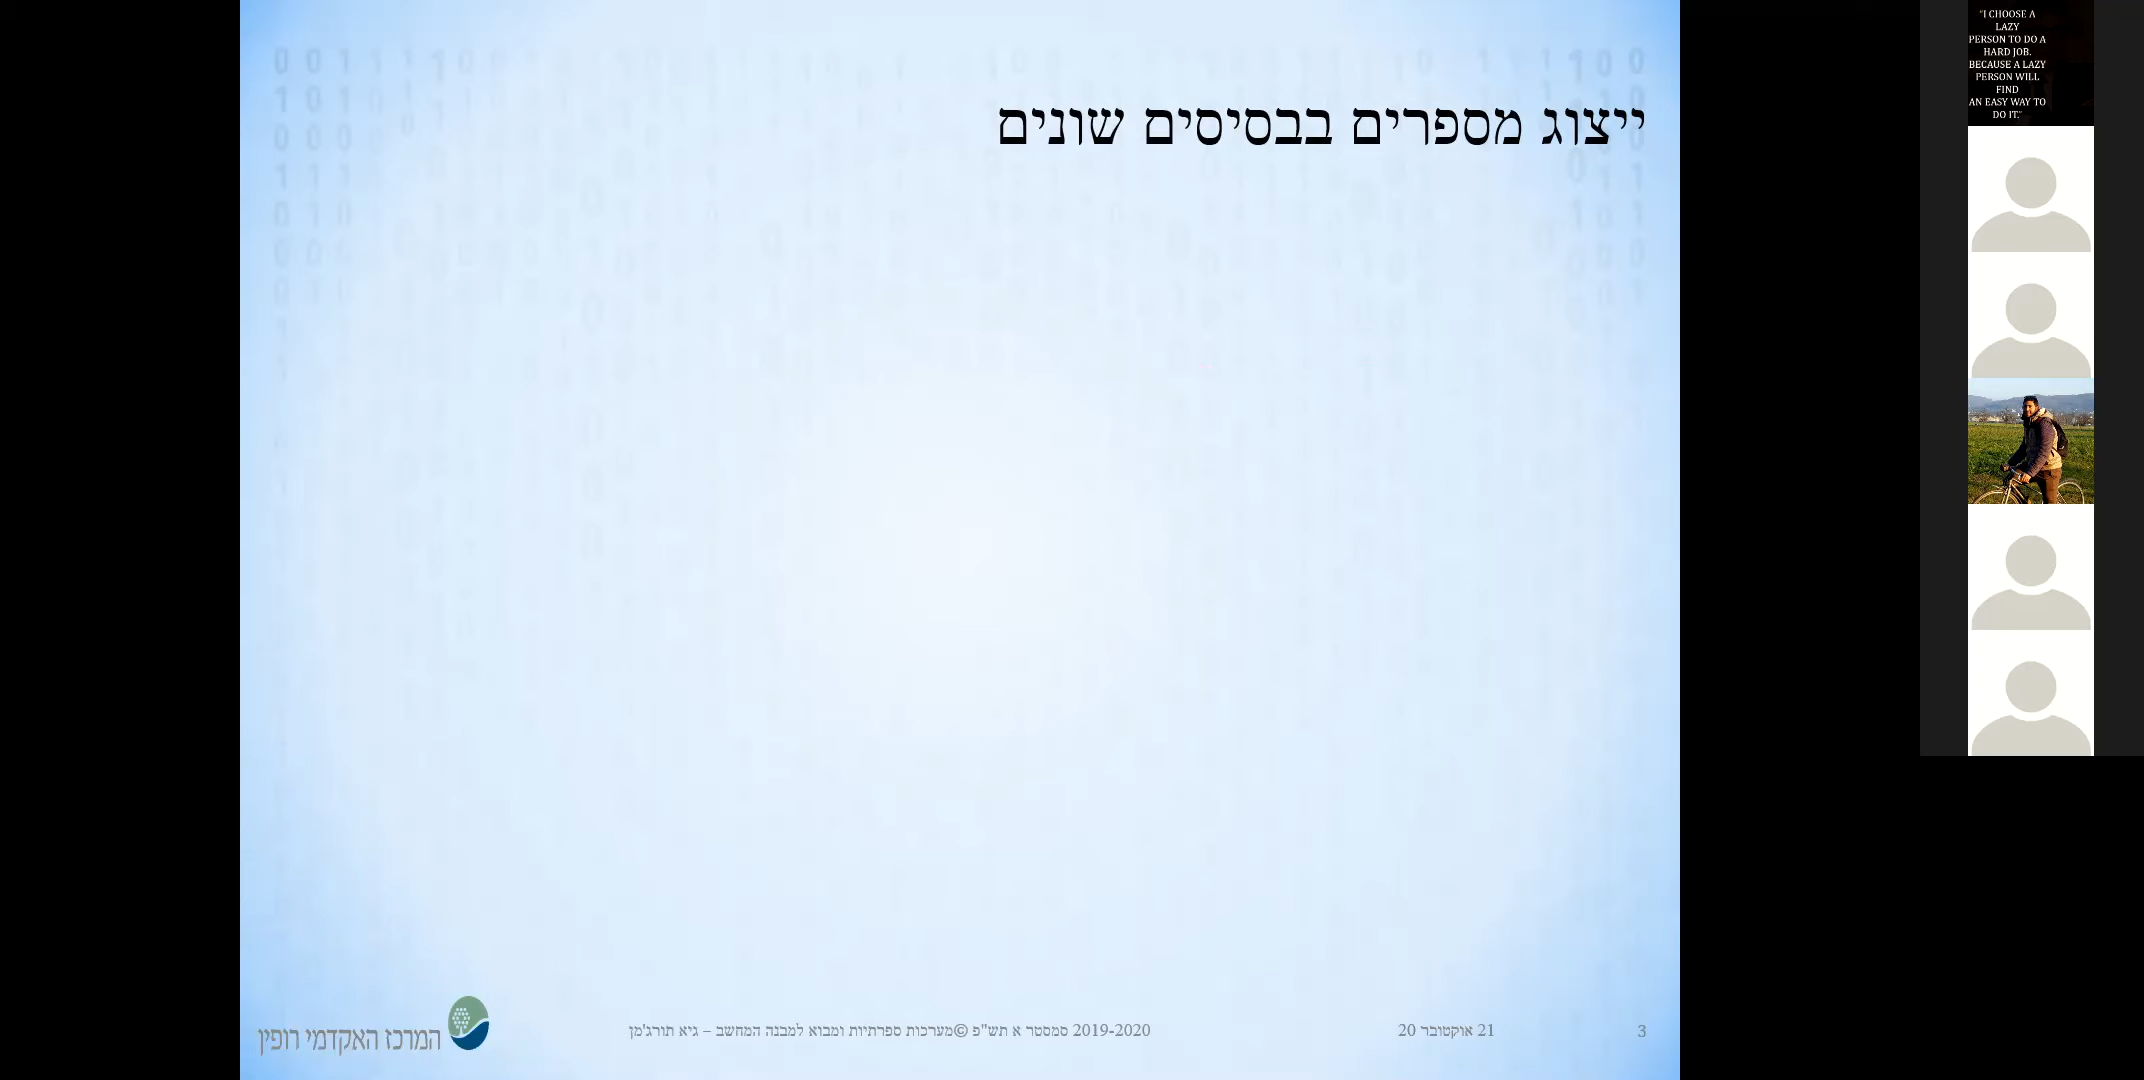 ייצוג מספרים בבסיסים שונים
"I CHOOSE A
LAZY
PERSON TO DO A
HARD JOB.
BECAUSE A LAZY
PERSON WILL
FIND
AN EASY WAY TO
DO IT."
3
21 אוקטובר 20
2019-2020 סמסטר א תש"פ ©מערכות ספרתיות ומבוא למבנה המחשב – גיא תורג'מן
המרכז האקדמי רופין